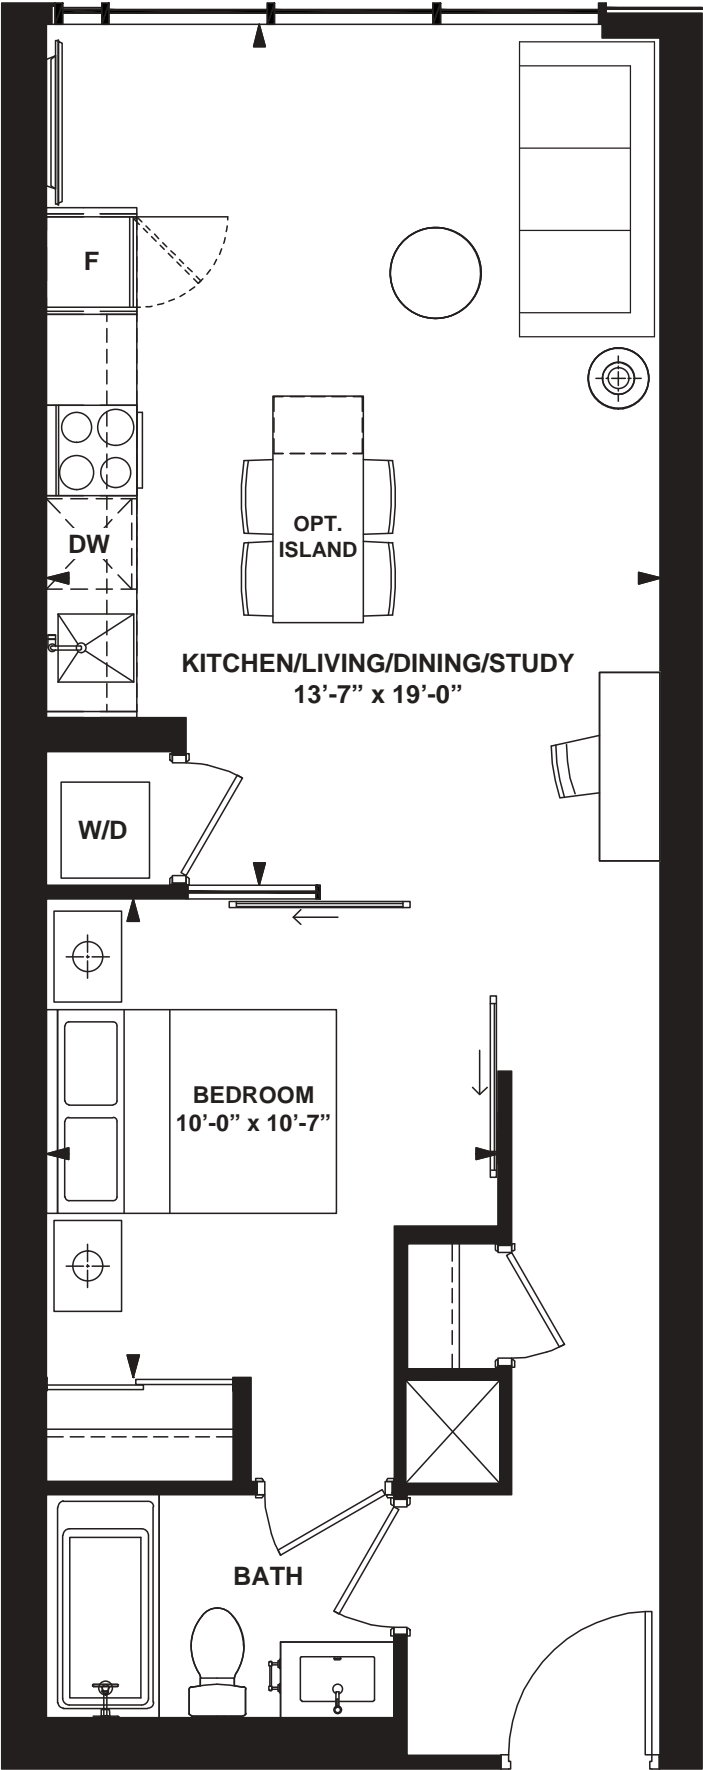 F
OPT.
ISLAND
DW
KITCHEN/LIVING/DINING/STUDY
13’-7” x 19’-0”
W/D
BEDROOM
10’-0” x 10’-7”
BATH